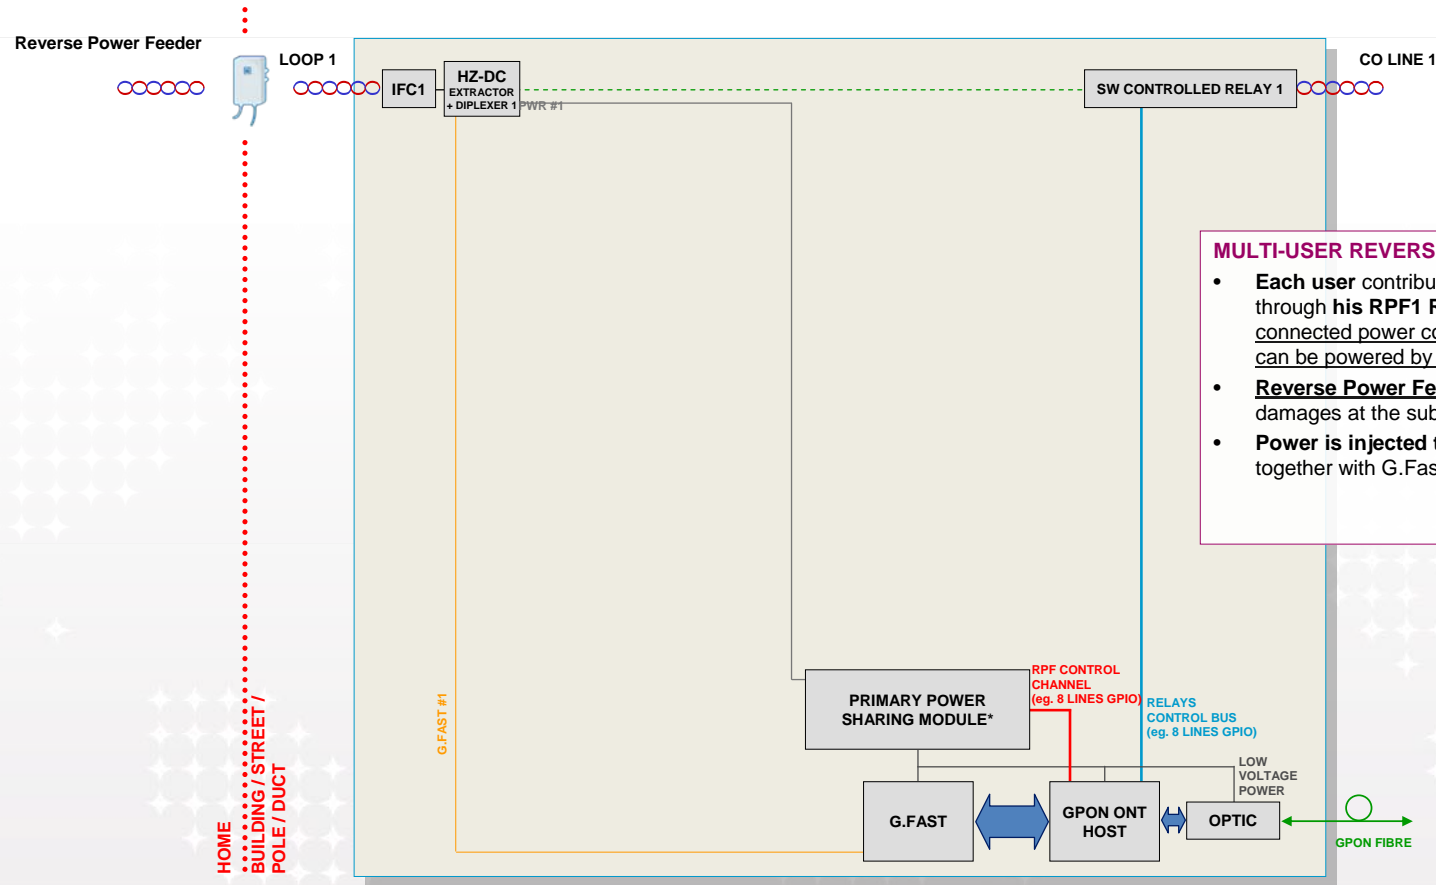 Reverse Power Feeder
LOOP 1
CO LINE 1
IFC1
HZ-DC
EXTRACTOR
+ DIPLEXER 1
PWR #1
SW CONTROLLED RELAY 1
MULTI-USER REVERS
• Each user contribu
through his RPF1 R
connected power co
can be powered by
• Reverse Power Fe
damages at the sub
• Power is injected t
together with G.Fas
G.FAST #1
PRIMARY POWER
SHARING MODULE*
RPF CONTROL
CHANNEL
(eg. 8 LINES GPIO)
RELAYS
CONTROL BUS
(eg. 8 LINES GPIO)
LOW
VOLTAGE
POWER
G.FAST
GPON ONT
HOST
OPTIC
GPON FIBRE
HOME
BUILDING / STREET /
POLE / DUCT